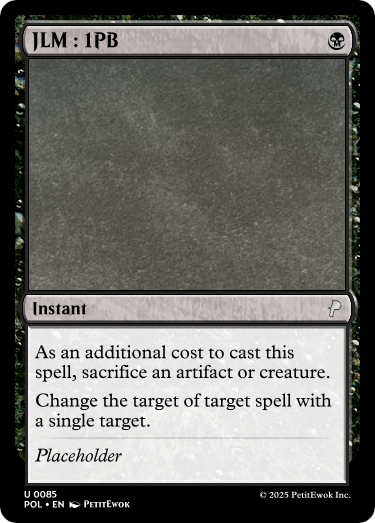 JLM : 1PB
Instant
As an additional cost to cast this
spell, sacrifice an artifact or creature.
Change the target of target spell with
a single target.
Placeholder
U 0085
POL • EN PetitEwok
© 2025 PetitEwok Inc.